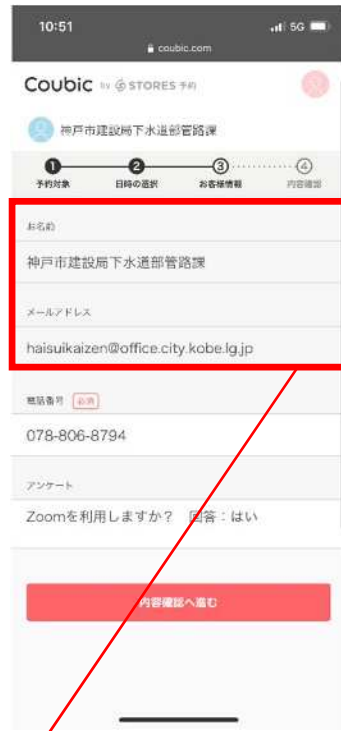 10:51
5G
coubic.com
Coubic by STORES 予約
神戸市建設局下水道部管路課
1 2 3 4
予約対象 日時の選択 お客様情報 内容確認
お名前
神戸市建設局下水道部管路課
メールアドレス
haisuikaizen@office.city.kobe.lg.jp
電話番号 必須
078-806-8794
アンケート
Zoomを利用しますか？ 回答：はい
内容確認へ進む